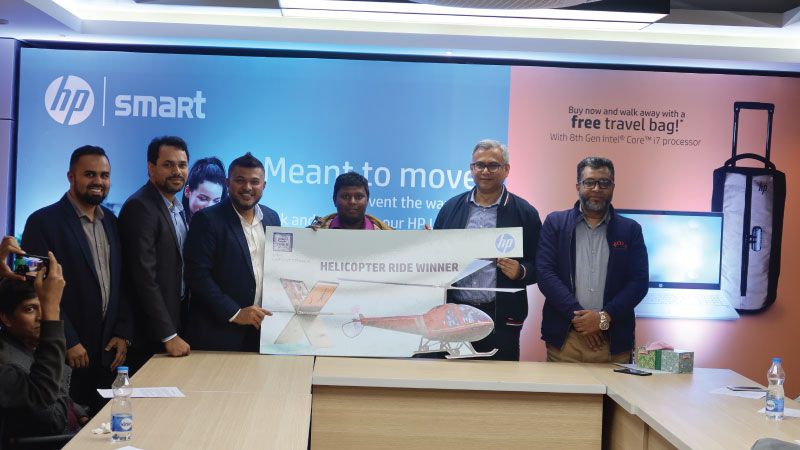 hp smart
Buy now and walk away with a
free travel bag!*
With 8th Gen Intel® Core™ i7 processor
Meant to move.
hp
HELICOPTER RIDE WINNER